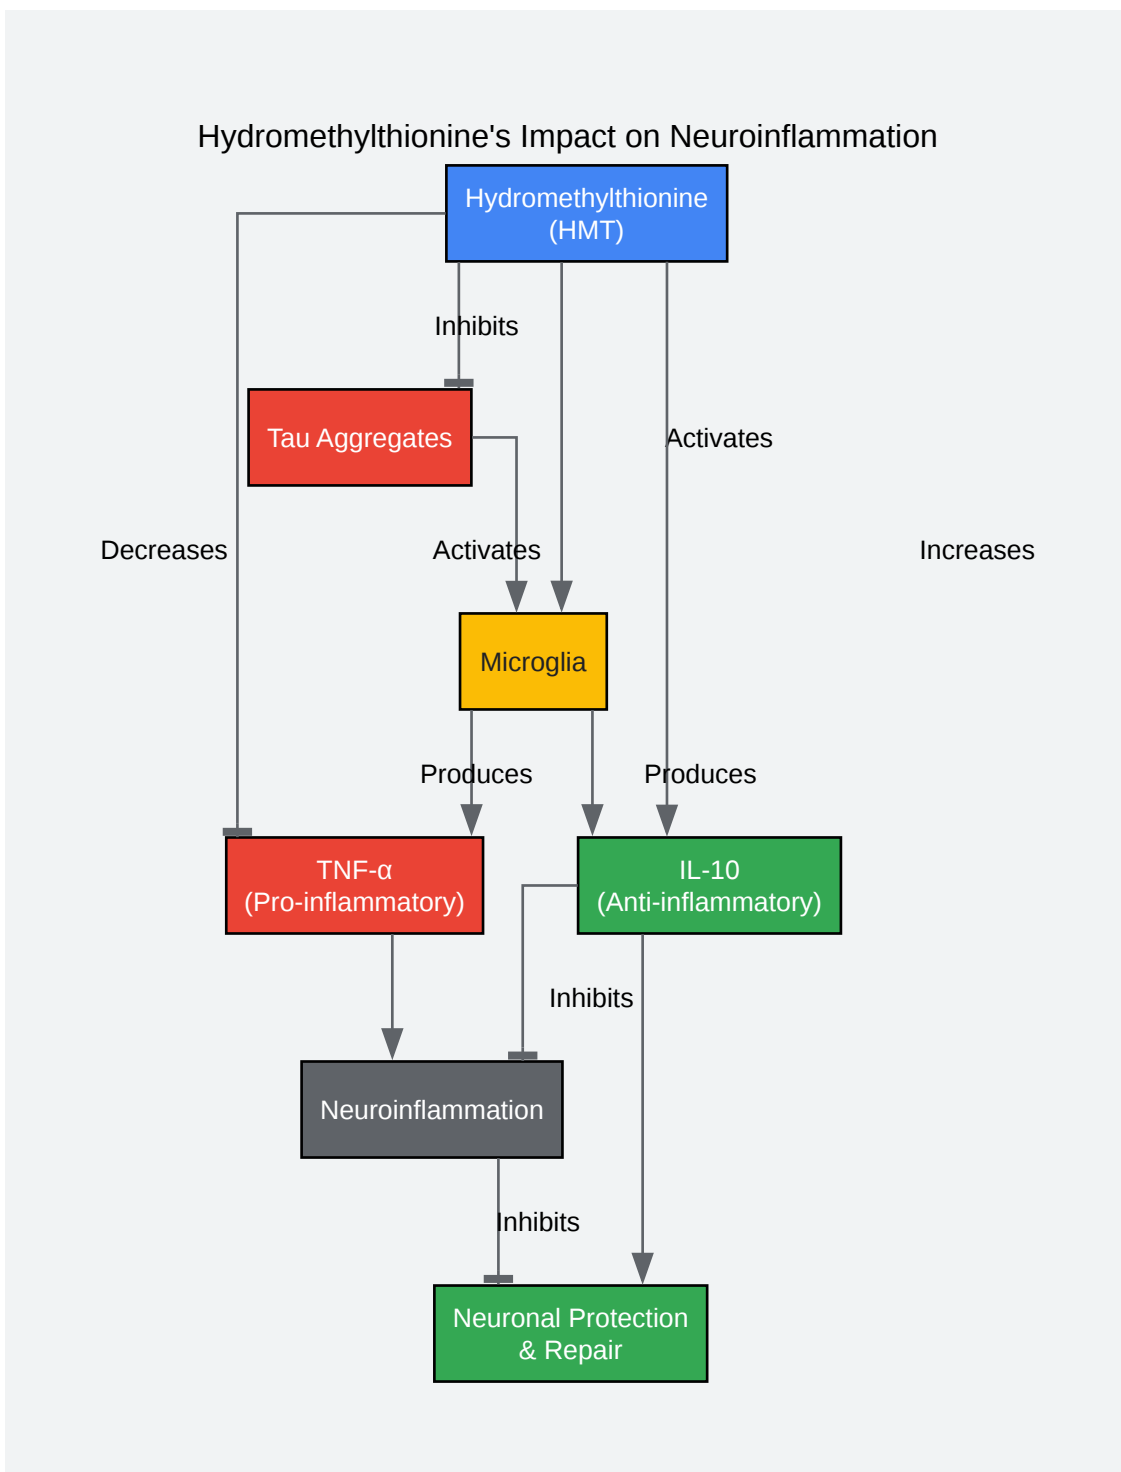 Hydromethylthionine's Impact on Neuroinflammation
Hydromethylthionine
(HMT)
Inhibits
Tau Aggregates
Activates
Decreases
Activates
Increases
Microglia
Produces
Produces
TNF-α
(Pro-inflammatory)
IL-10
(Anti-inflammatory)
Inhibits
Neuroinflammation
Inhibits
Neuronal Protection
& Repair